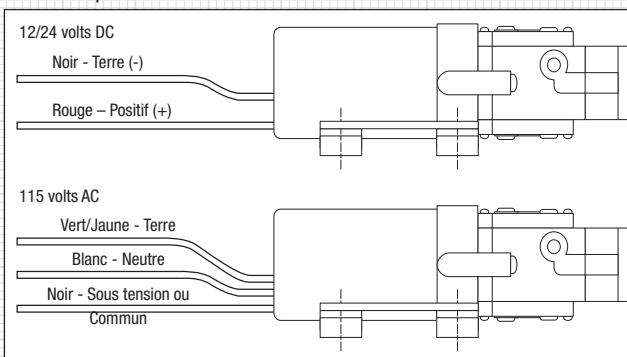 12/24 volts DC
Noir - Terre (-)
Rouge – Positif (+)
115 volts AC
Vert/Jaune - Terre
Blanc - Neutre
Noir - Sous tension ou
Commun